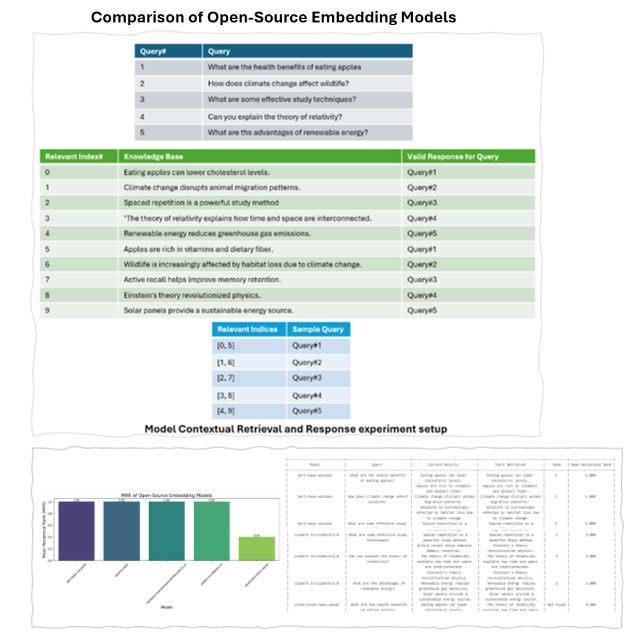 Comparison of Open-Source Embedding Models
Query# Query
1 What are the health benefits of eating apples
2 How does climate change affect wildlife?
3 What are some effective study techniques?
4 Can you explain the theory of relativity?
5 What are the advantages of renewable energy?
Relevant Index# Knowledge Base Valid Response for Query
0 Eating apples can lower cholesterol levels. Query#1
1 Climate change disrupts animal migration patterns. Query#2
2 Spaced repetition is a powerful study method Query#3
3 "The theory of relativity explains how time and space are interconnected. Query#4
4 Renewable energy reduces greenhouse gas emissions. Query#5
5 Apples are rich in vitamins and dietary fiber. Query#1
6 Wildlife is increasingly affected by habitat loss due to climate change. Query#2
7 Active recall helps improve memory retention. Query#3
8 Einstein's theory revolutionized physics. Query#4
9 Solar panels provide a sustainable energy source. Query#5
Relevant Indices Sample Query
[0, 5] Query#1
[1, 6] Query#2
[2, 7] Query#3
[3, 8] Query#4
[4, 9] Query#5
Model Contextual Retrieval and Response experiment setup
MRR of Open-Source Embedding Models
Mean Reciprocal Rank (MRR)
Model
Model Query Correct Results Top-K Retrieved Rank Mean Reciprocal Rank
What are the health benefits Eating apples can lower Eating apples can lower 1 1.000
of eating apples? cholesterol levels. cholesterol levels.
Apples are rich in vitamins Apples are rich in vitamins
and dietary fiber. and dietary fiber.
How does climate change affect Climate change disrupts animal Climate change disrupts animal 1 1.000
wildlife? migration patterns. migration patterns.
Wildlife is increasingly Wildlife is increasingly
affected by habitat loss due affected by habitat loss due
to climate change. to climate change.
What are some effective study Spaced repetition is a Spaced repetition is a 1 1.000
What are some effective study Spaced repetition is a Spaced repetition is a 1 1.000
techniques? powerful study method powerful study method
Active recall helps improve Einstein's theory
memory retention. revolutionized physics.
Can you explain the theory of The theory of relativity The theory of relativity 1 1.000
relativity? explains how time and space explains how time and space
are interconnected. are interconnected.
Einstein's theory Einstein's theory
revolutionized physics. revolutionized physics.
What are the advantages of Renewable energy reduces Renewable energy reduces 1 1.000
renewable energy? greenhouse gas emissions. greenhouse gas emissions.
Solar panels provide a Solar panels provide a
sustainable energy source. sustainable energy source.
What are the health benefits Eating apples can lower The theory of relativity Not Found 0.000